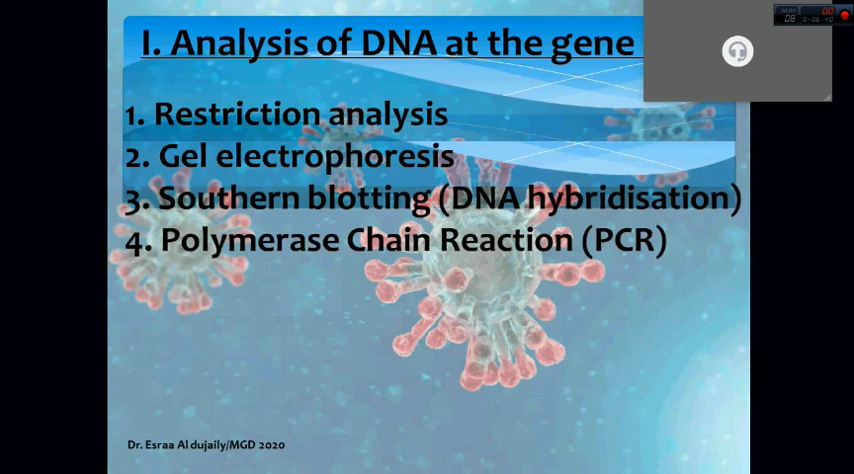 I. Analysis of DNA at the gene
1. Restriction analysis
2. Gel electrophoresis
3. Southern blotting (DNA hybridisation)
4. Polymerase Chain Reaction (PCR)
Dr. Esraa Al dujaily/MGD 2020